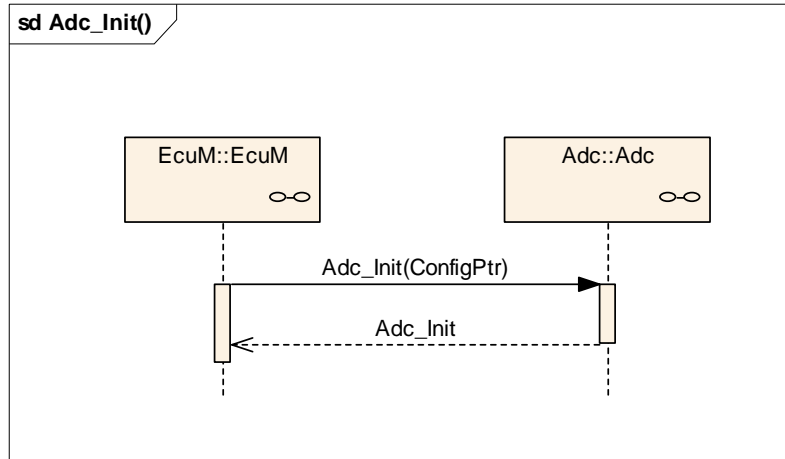 sd Adc_Init()
EcuM::EcuM
Adc::Adc
Adc_Init(ConfigPtr)
Adc_Init